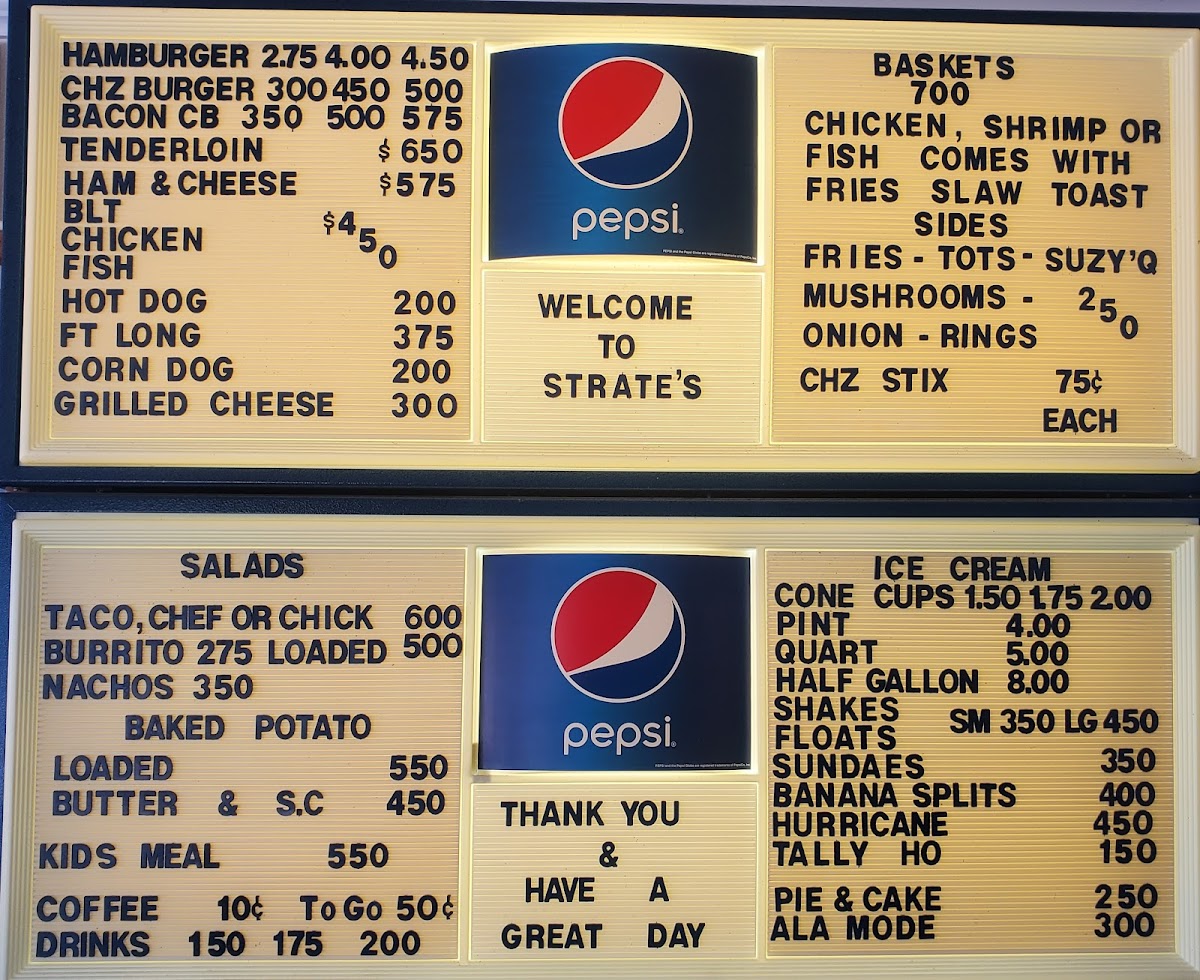 HAMBURGER 2.75 4.00 4.50
CHZ BURGER 300 450 500
BACON CB 350 500 575
TENDERLOIN $650
HAM & CHEESE $575
BLT
CHICKEN $450
FISH
HOT DOG 200
FT LONG 375
CORN DOG 200
GRILLED CHEESE 300
pepsi
WELCOME
TO
STRATE'S
BASKETS
700
CHICKEN, SHRIMP OR
FISH COMES WITH
FRIES SLAW TOAST
SIDES
FRIES - TOTS - SUZY'Q
MUSHROOMS - 250
ONION - RINGS
CHZ STIX 75¢
EACH
SALADS
TACO, CHEF OR CHICK 600
BURRITO 275 LOADED 500
NACHOS 350
BAKED POTATO
LOADED 550
BUTTER & S.C 450
KIDS MEAL 550
COFFEE 10¢ To Go 50¢
DRINKS 150 175 200
pepsi
THANK YOU
&
HAVE A
GREAT DAY
ICE CREAM
CONE CUPS 1.50 1.75 2.00
PINT 4.00
QUART 5.00
HALF GALLON 8.00
SHAKES SM 350 LG 450
FLOATS
SUNDAES 350
BANANA SPLITS 400
HURRICANE 450
TALLY HO 150
PIE & CAKE 250
ALA MODE 300